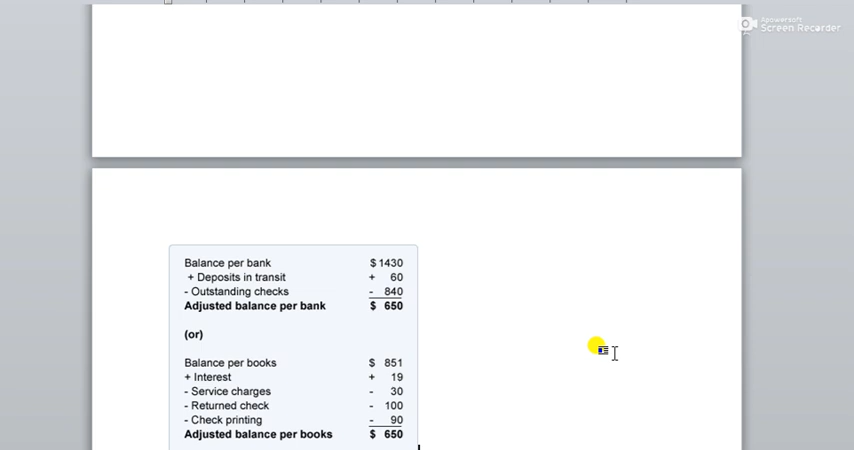 Apowersoft
Screen Recorder
Balance per bank $ 1430
+ Deposits in transit + 60
- Outstanding checks - 840
Adjusted balance per bank $ 650
(or)
Balance per books $ 851
+ Interest + 19
- Service charges - 30
- Returned check - 100
- Check printing - 90
Adjusted balance per books $ 650